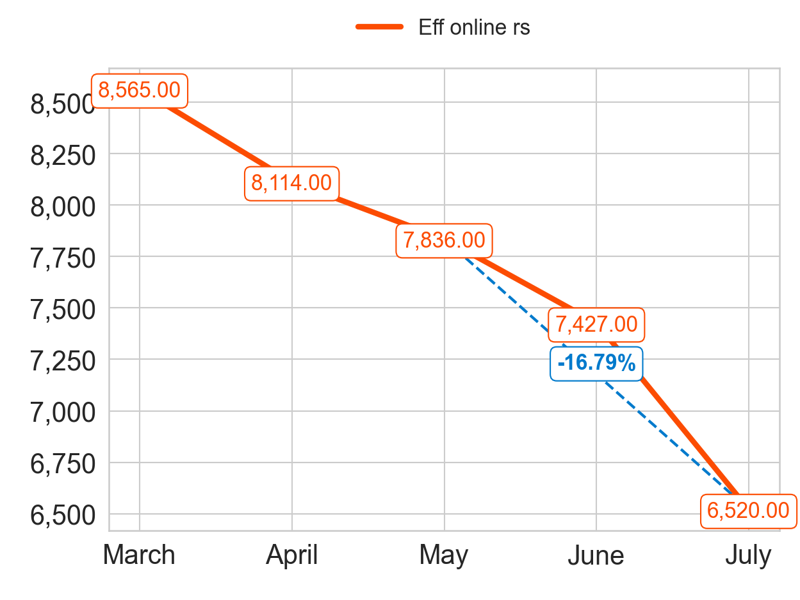 Eff online rs
8,500
8,250
8,000
7,750
7,500
7,250
7,000
6,750
6,500
8,565.00
8,114.00
7,836.00
7,427.00
-16.79%
6,520.00
March
April
May
June
July